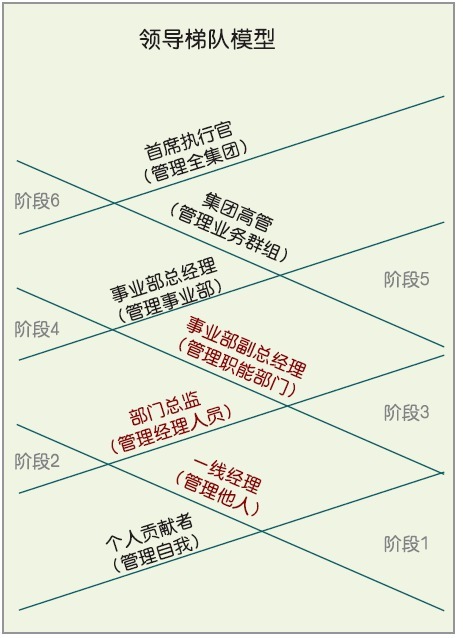 领导梯队模型
首席执行官
（管理全集团）
阶段6
集团高管
（管理业务群组）
事业部总经理
（管理事业部）
阶段5
阶段4
事业部副总经理
（管理职能部门）
部门总监
（管理经理人员）
阶段3
阶段2
一线经理
（管理他人）
个人贡献者
（管理自我）
阶段1